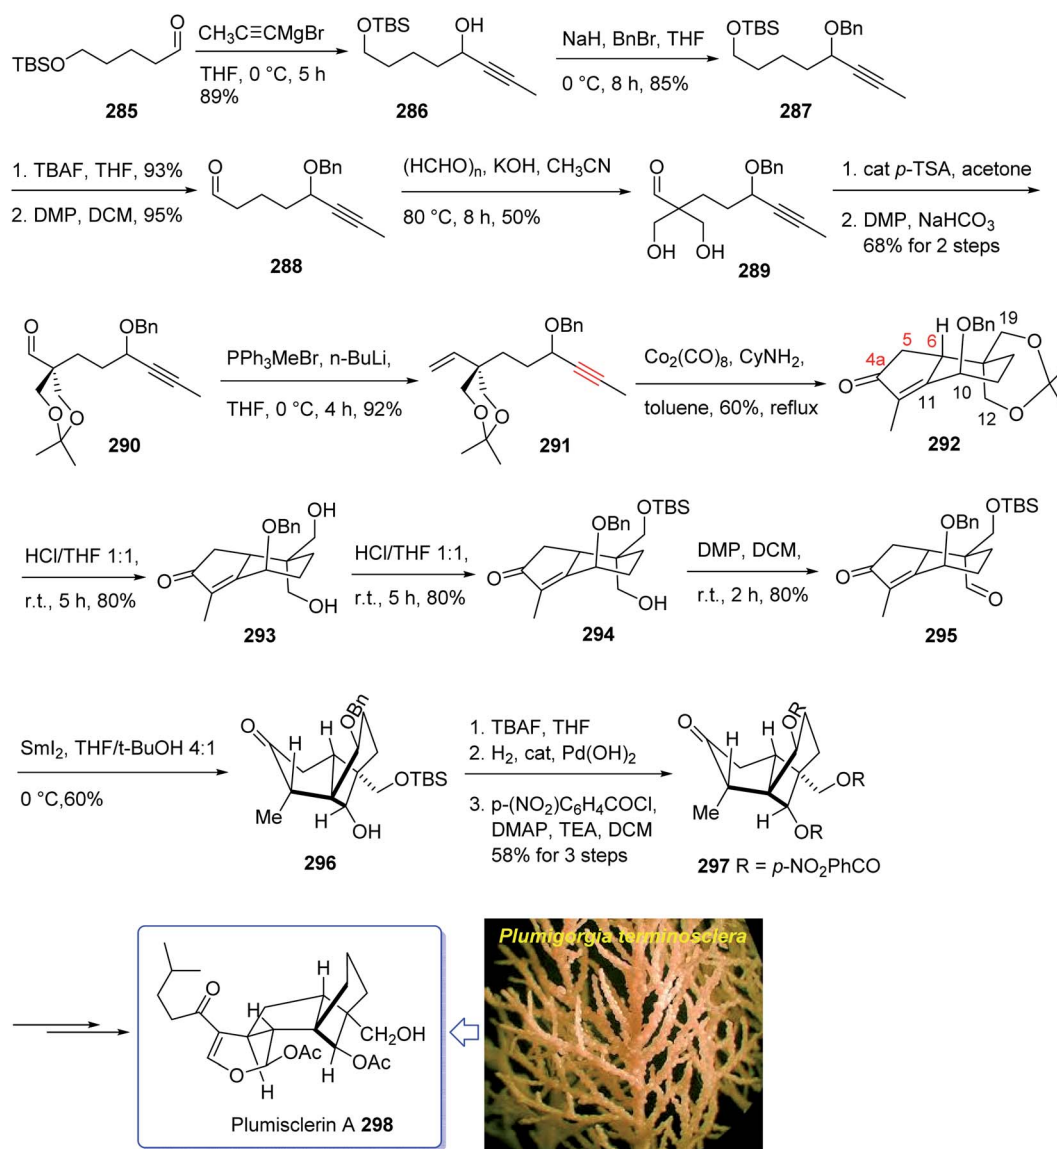 O
TBSO
285
CH3C≡CMgBr
THF, 0 °C, 5 h
89%
OTBS OH
286
NaH, BnBr, THF
0 °C, 8 h, 85%
OTBS OBn
287
1. TBAF, THF, 93%
2. DMP, DCM, 95%
O OBn
288
(HCHO)n, KOH, CH3CN
80 °C, 8 h, 50%
O OBn
OH OH
289
1. cat p-TSA, acetone
2. DMP, NaHCO3
68% for 2 steps
O OBn
O O
290
PPh3MeBr, n-BuLi,
THF, 0 °C, 4 h, 92%
OBn
O O
291
Co2(CO)8, CyNH2,
toluene, 60%, reflux
H OBn 19
5 6 O
4a
O 10 O
11 12
292
HCl/THF 1:1,
r.t., 5 h, 80%
OH
OBn
O
OH
293
HCl/THF 1:1,
r.t., 5 h, 80%
OTBS
OBn
O
OH
294
DMP, DCM,
r.t., 2 h, 80%
OTBS
OBn
O
O
295
SmI2, THF/t-BuOH 4:1
0 °C,60%
OBn
O H H
OTBS
Me H OH
296
1. TBAF, THF
2. H2, cat, Pd(OH)2
3. p-(NO2)C6H4COCl,
DMAP, TEA, DCM
58% for 3 steps
OR
O H H
OR
Me H OR
297 R = p-NO2PhCO
O H
H H
CH2OH
OAc
O H OAc
H
Plumisclerin A 298
Plumigorgia terminosclera